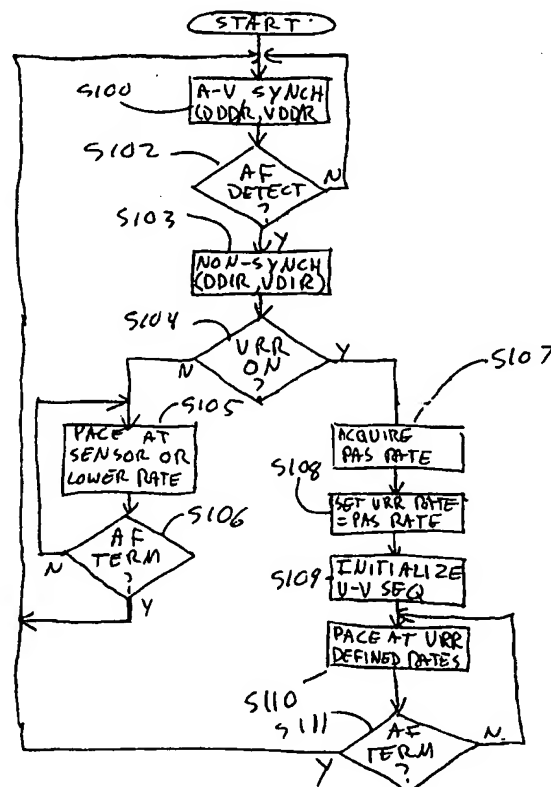 START
S100
A-V SYNCH
(DDDR, VDDR
S102
AF
DETECT
?
N
S103
Y
NON-SYNCH
(DDIR, VDIR)
S104
VRR
ON
?
N
Y
S107
S105
PACE AT
SENSOR OR
LOWER RATE
ACQUIRE
PAS RATE
S108
SET VRR RATE
= PAS RATE
S106
AF
TERM
?
N
Y
S109
INITIALIZE
V-V SEQ
PACE AT VRR
DEFINED RATES
S110
S111
AF
TERM
?
N
Y